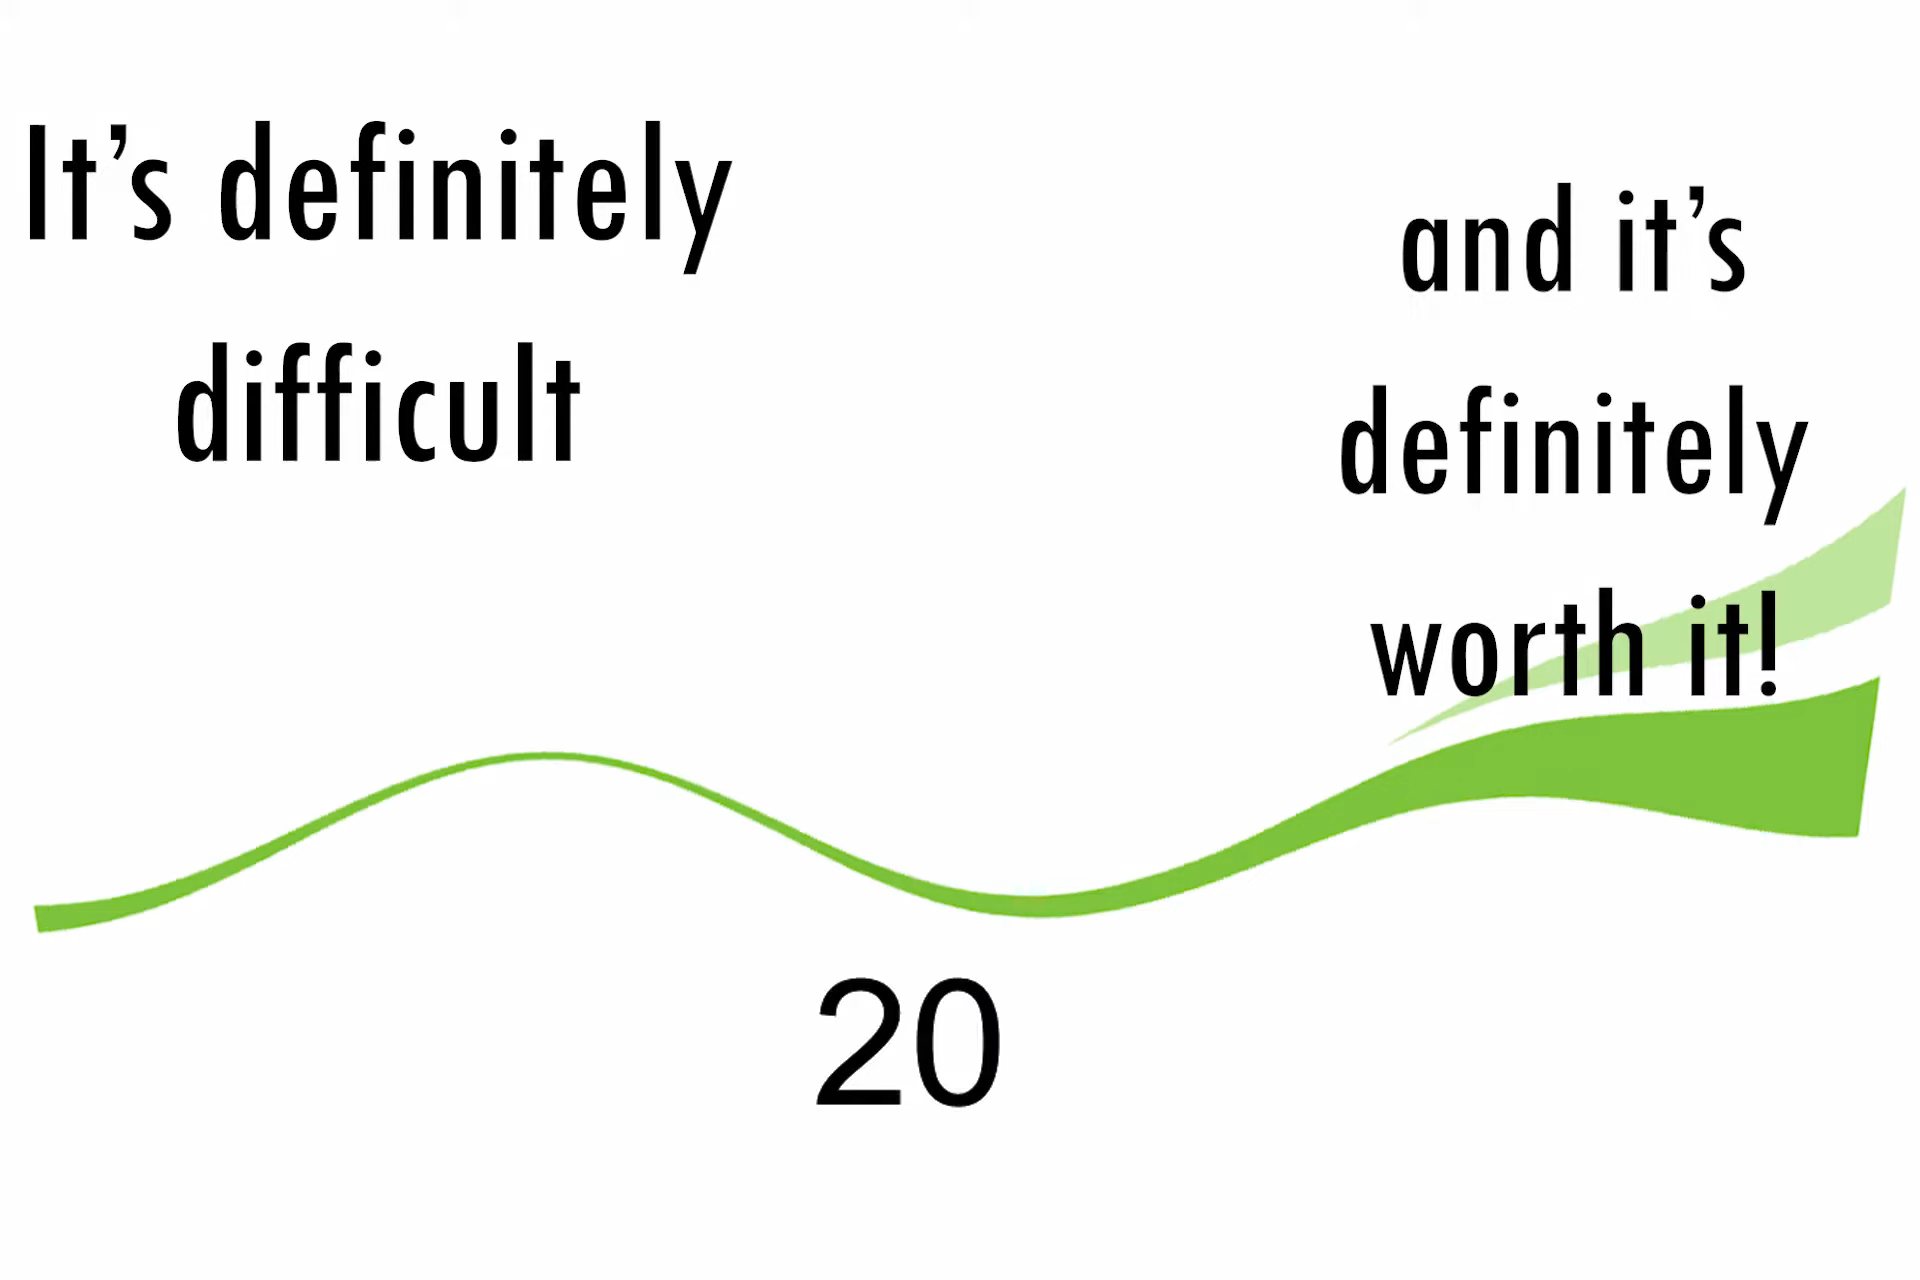 It’s definitely
difficult
and it’s
definitely
worth it!
20